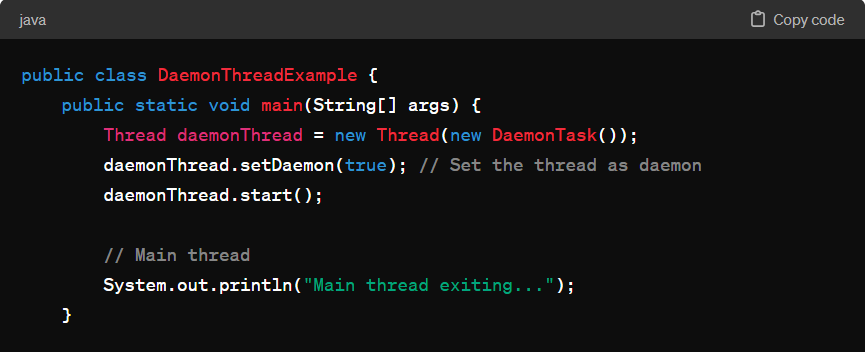 java Copy code
public class DaemonThreadExample {
    public static void main(String[] args) {
        Thread daemonThread = new Thread(new DaemonTask());
        daemonThread.setDaemon(true); // Set the thread as daemon
        daemonThread.start();

        // Main thread
        System.out.println("Main thread exiting...");
    }